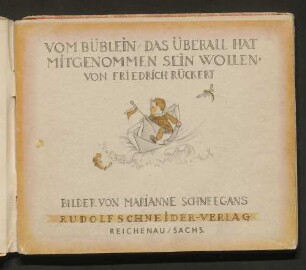 VOM BÜBLEIN / DAS ÜBERALL HAT
MITGENOMMEN SEIN WOLLEN.
VON FRIEDRICH RÜCKERT
BILDER VON MARIANNE SCHNEEGANS
RUDOLF SCHNEIDER-VERLAG
REICHENAU / SACHS.